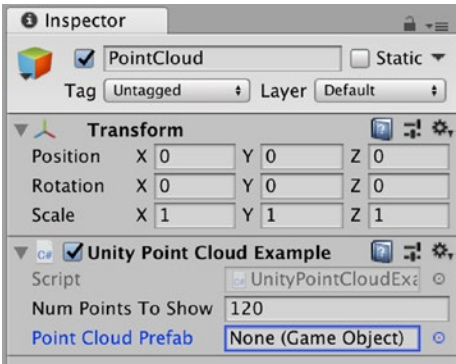 Inspector
PointCloud Static
Tag Untagged Layer Default
Transform
Position X 0 Y 0 Z 0
Rotation X 0 Y 0 Z 0
Scale X 1 Y 1 Z 1
C# Unity Point Cloud Example
Script UnityPointCloudExa
Num Points To Show 120
Point Cloud Prefab None (Game Object)